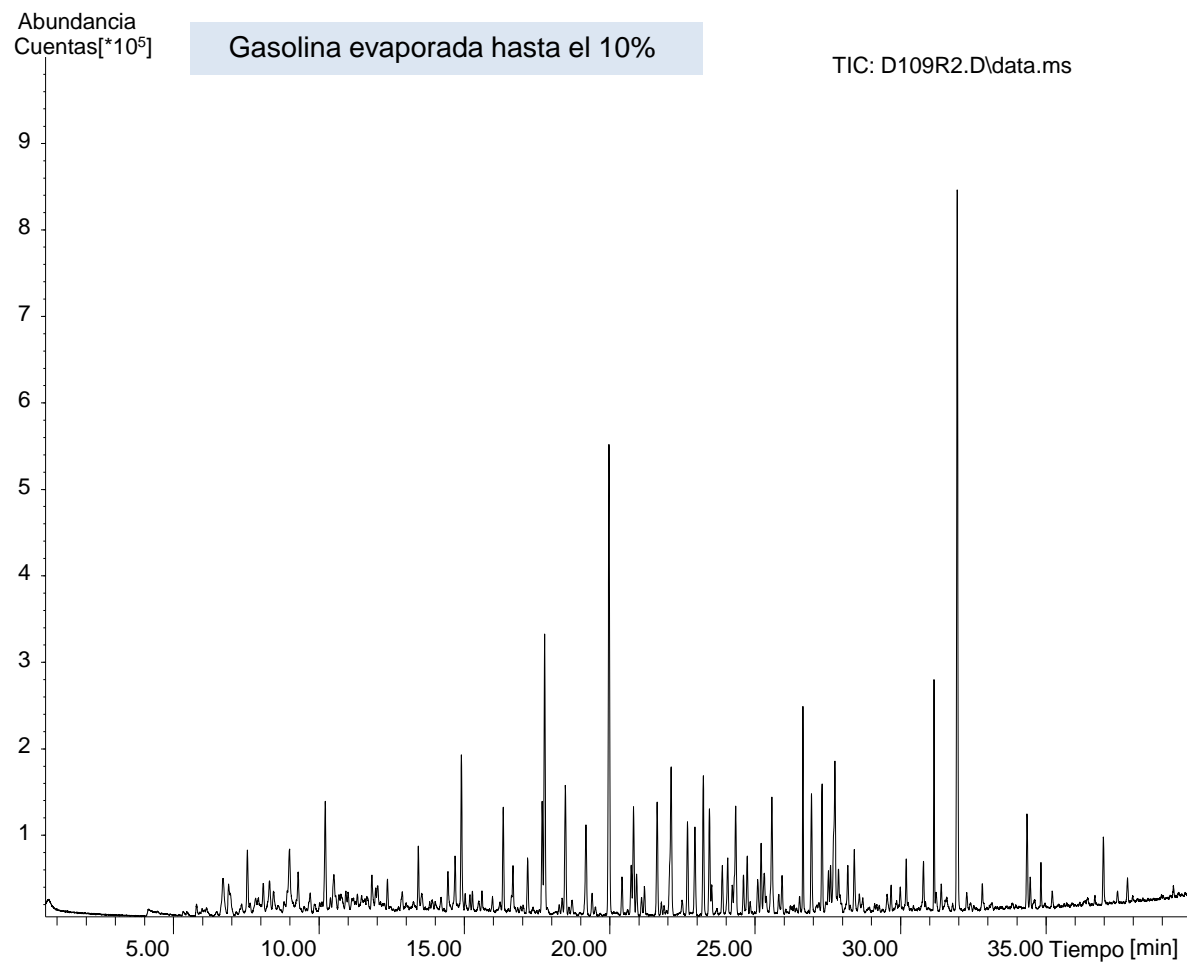 Abundancia
Cuentas[*10⁵]
Gasolina evaporada hasta el 10%
TIC: D109R2.D\data.ms
9
8
7
6
5
4
3
2
1
5.00 10.00 15.00 20.00 25.00 30.00 35.00 Tiempo [min]